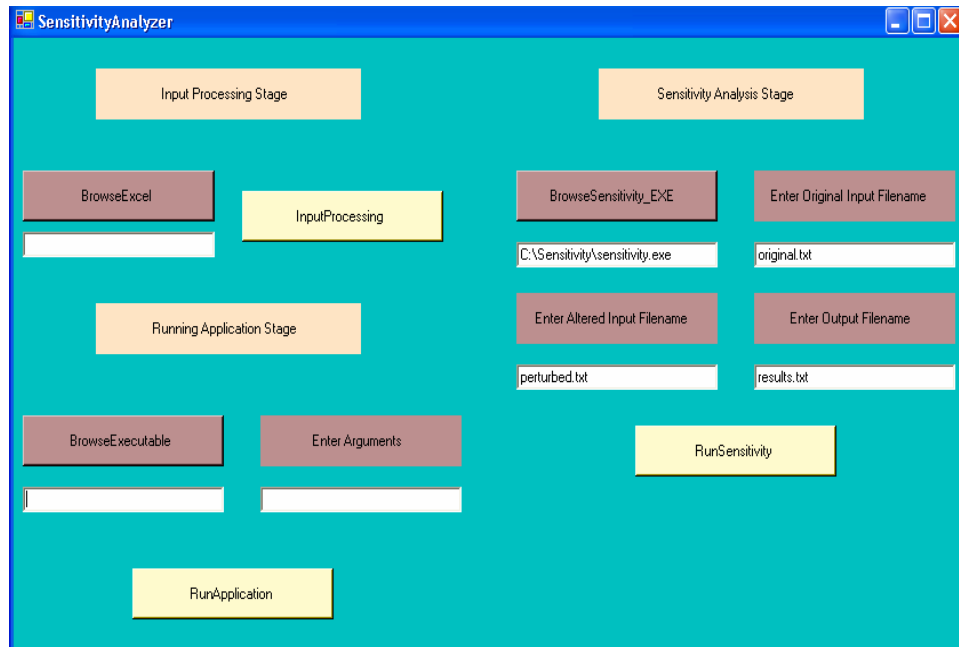 SensitivityAnalyzer
Input Processing Stage
BrowseExcel
InputProcessing
Running Application Stage
BrowseExecutable
Enter Arguments
RunApplication
Sensitivity Analysis Stage
BrowseSensitivity_EXE
Enter Original Input Filename
C:\Sensitivity\sensitivity.exe
original.txt
Enter Altered Input Filename
Enter Output Filename
perturbed.txt
results.txt
RunSensitivity